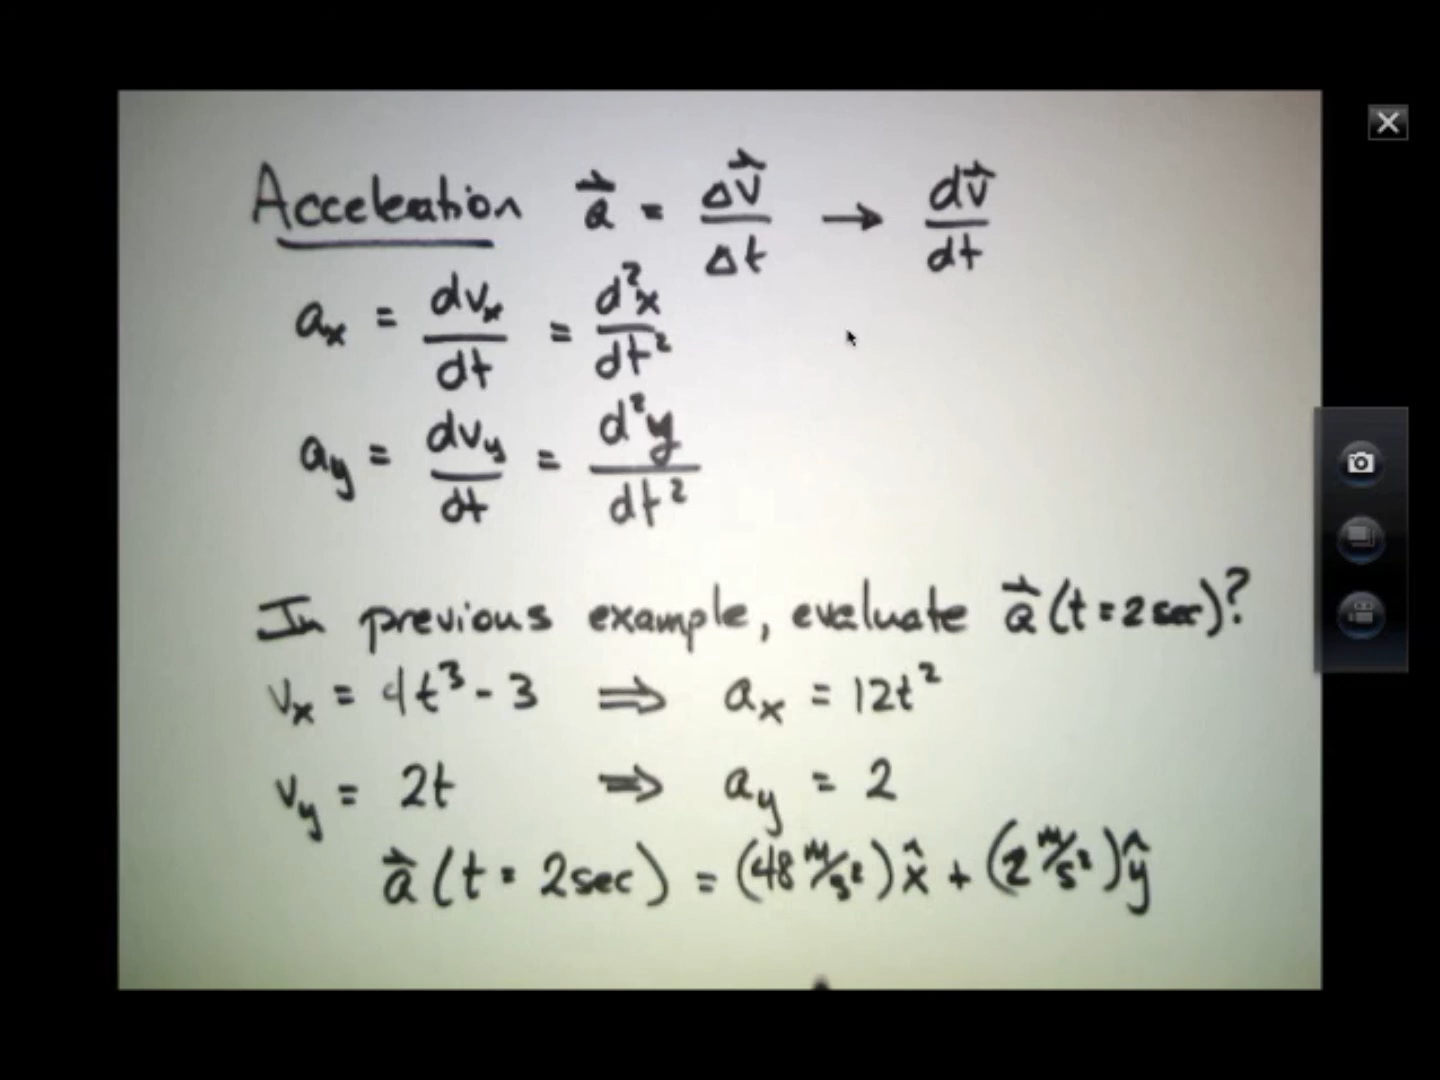 Acceleation a⃗ = Δv⃗/Δt → dv⃗/dt
aₓ = dvₓ/dt = d²x/dt²
a_y = dv_y/dt = d²y/dt²
In previous example, evaluate a⃗(t=2sec)?
vₓ = 4t³ - 3 ⇒ aₓ = 12t²
v_y = 2t ⇒ a_y = 2
a⃗(t = 2sec) = (48 m/s²)x̂ + (2 m/s²)ŷ